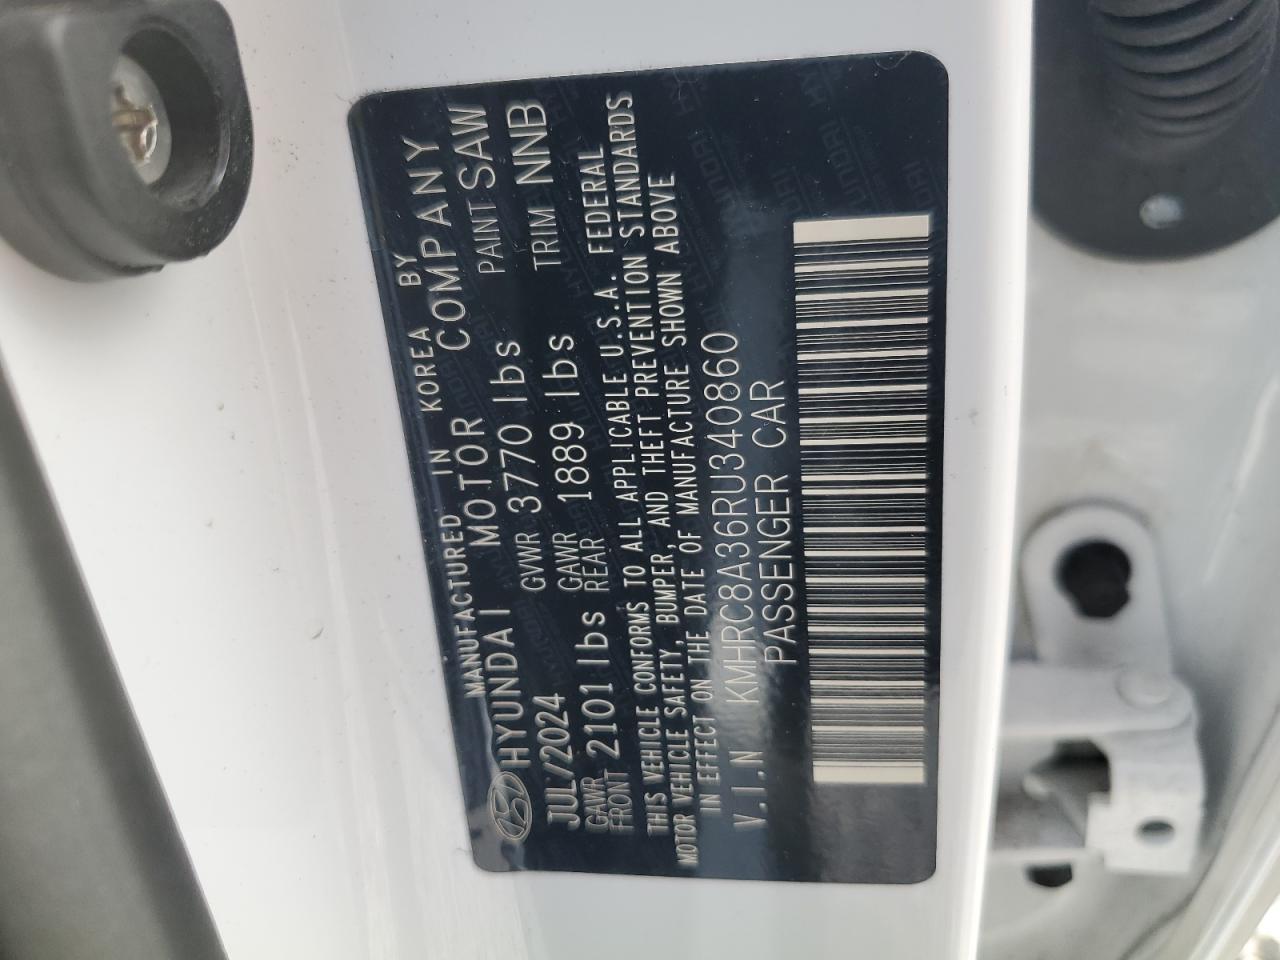 MANUFACTURED IN KOREA BY
HYUNDAI MOTOR COMPANY
JUL/2024 GVWR 3770 lbs PAINT SAW
GAWR FRONT 2101 lbs GAWR REAR 1889 lbs TRIM NNB
THIS VEHICLE CONFORMS TO ALL APPLICABLE U.S.A. FEDERAL
MOTOR VEHICLE SAFETY, BUMPER, AND THEFT PREVENTION STANDARDS
IN EFFECT ON THE DATE OF MANUFACTURE SHOWN ABOVE
V.I.N KMHRC8A36RU340860
PASSENGER CAR